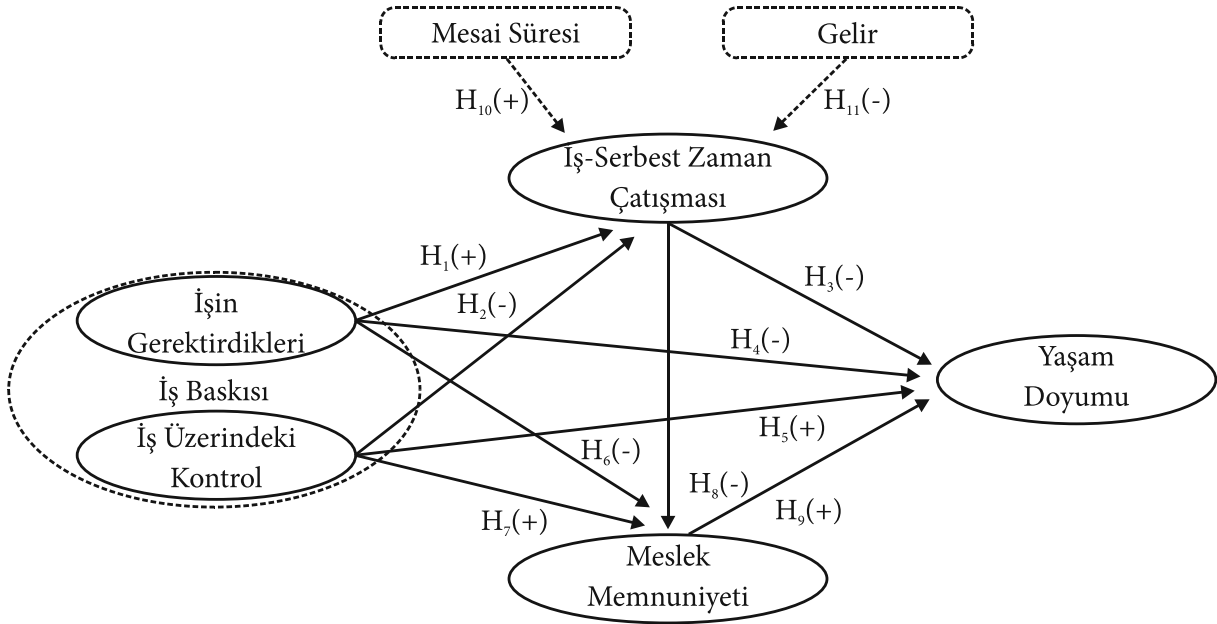 Mesai Süresi
Gelir
H10(+)
H11(-)
İş-Serbest Zaman
Çatışması
H1(+)
H2(-)
H3(-)
İşin
Gerektirdikleri
H4(-)
Yaşam
Doyumu
İş Baskısı
İş Üzerindeki
Kontrol
H5(+)
H6(-)
H8(-)
H7(+)
H9(+)
Meslek
Memnuniyeti